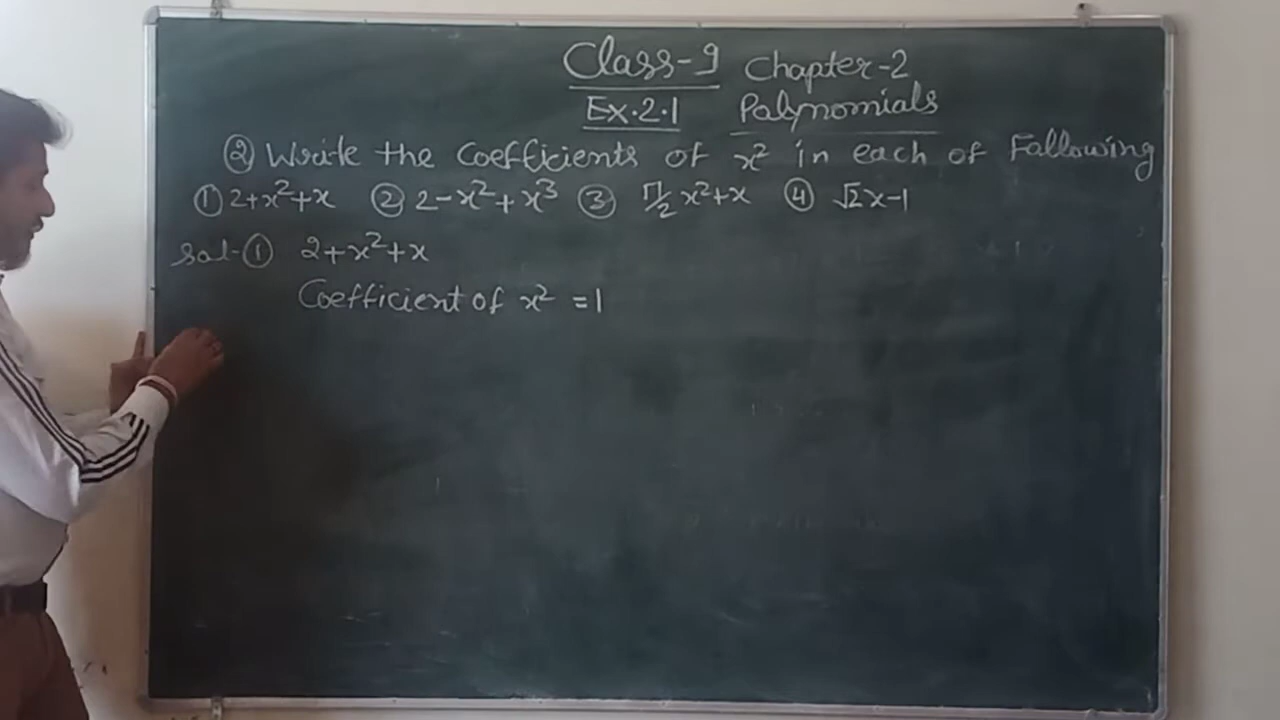 Class-9 Chapter-2
Ex.2.1 Polynomials
② Write the Coefficients of x² in each of Fallowing
① 2+x²+x ② 2-x²+x³ ③ π/2 x²+x ④ √2x-1
Sol-① 2+x²+x
Coefficient of x² = 1